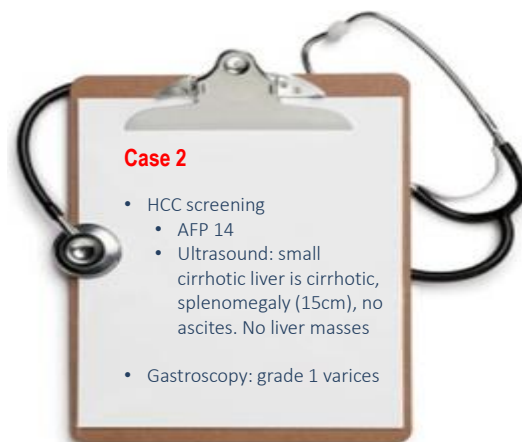 Case 2
• HCC screening
• AFP 14
• Ultrasound: small
cirrhotic liver is cirrhotic,
splenomegaly (15cm), no
ascites. No liver masses
• Gastroscopy: grade 1 varices